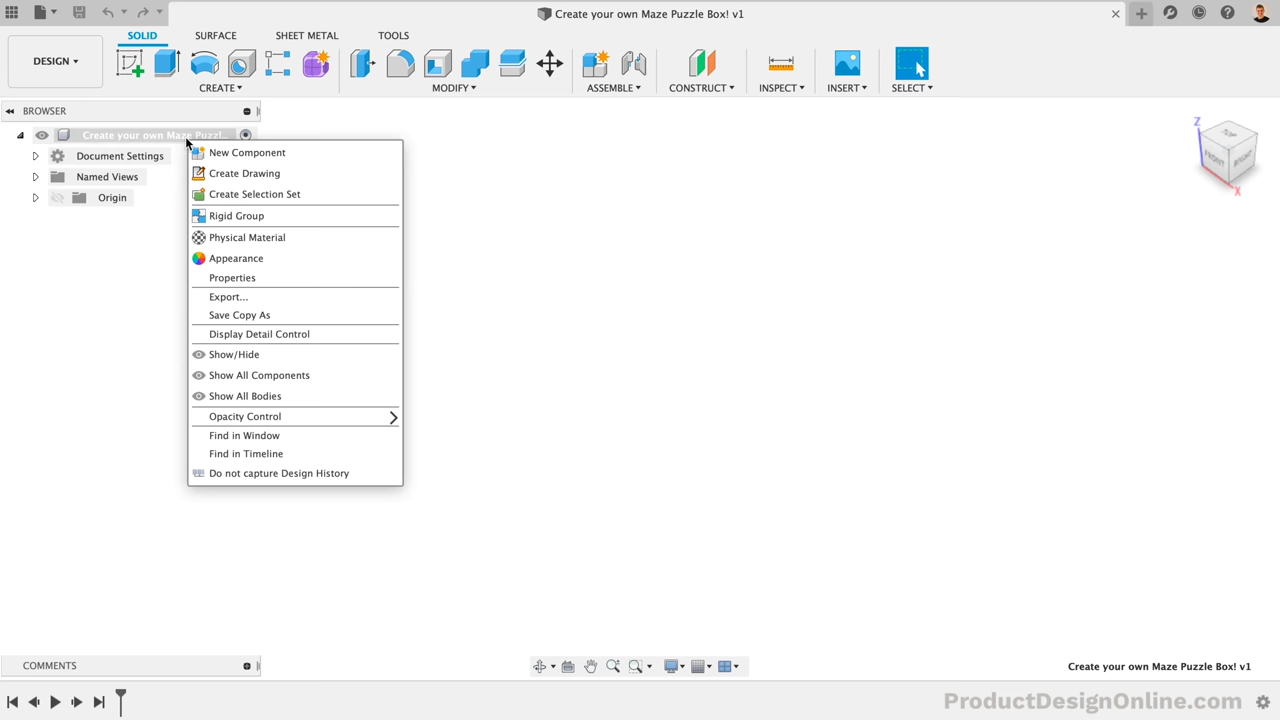 Create your own Maze Puzzle Box! v1
DESIGN
SOLID
SURFACE
SHEET METAL
TOOLS
CREATE
MODIFY
ASSEMBLE
CONSTRUCT
INSPECT
INSERT
SELECT
BROWSER
Create your own Maze Puzzl...
Document Settings
Named Views
Origin
New Component
Create Drawing
Create Selection Set
Rigid Group
Physical Material
Appearance
Properties
Export...
Save Copy As
Display Detail Control
Show/Hide
Show All Components
Show All Bodies
Opacity Control
Find in Window
Find in Timeline
Do not capture Design History
Z
TOP
FRONT
RIGHT
X
COMMENTS
Create your own Maze Puzzle Box! v1
ProductDesignOnline.com